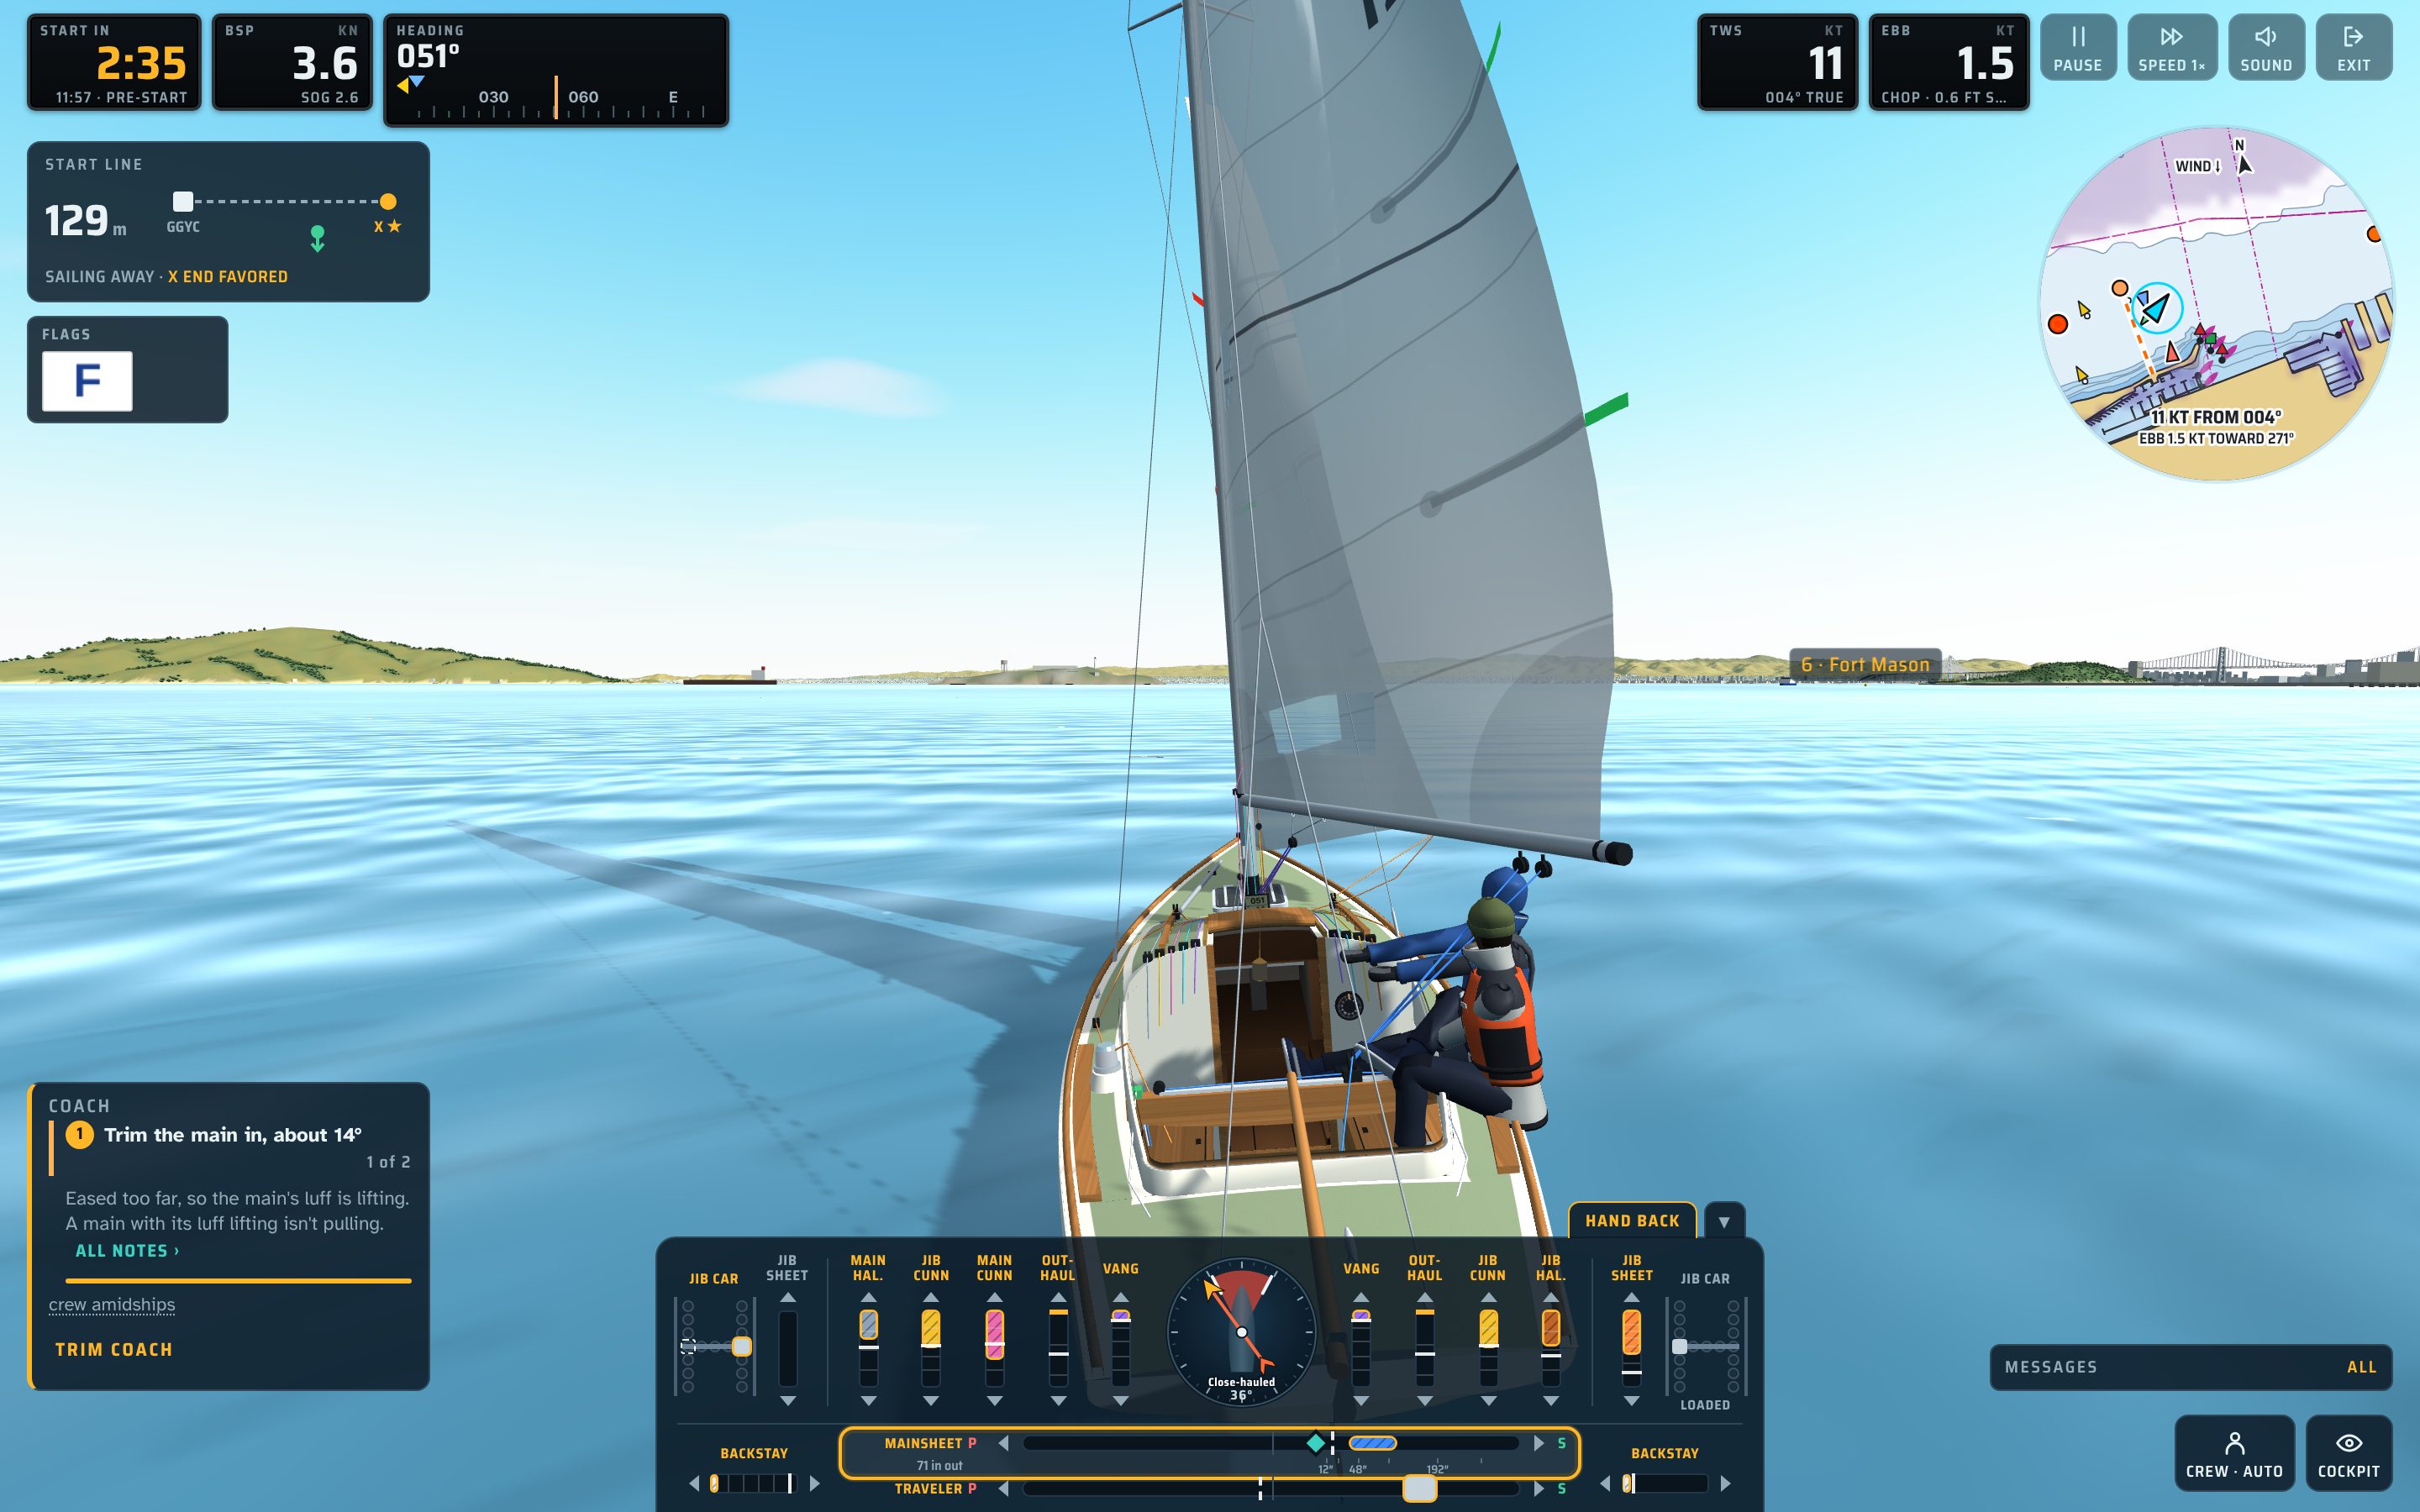 START IN
2:35
11:57 · PRE-START
BSP KN
3.6
SOG 2.6
HEADING
051°
030 060 E
TWS KT
11
004° TRUE
EBB KT
1.5
CHOP · 0.6 FT S...
PAUSE
SPEED 1×
SOUND
EXIT
START LINE
129 m
GGYC
X ★
SAILING AWAY · X END FAVORED
FLAGS
F
N
WIND ↓
11 KT FROM 004°
EBB 1.5 KT TOWARD 271°
6 · Fort Mason
051
COACH
1 Trim the main in, about 14°
1 of 2
Eased too far, so the main's luff is lifting.
A main with its luff lifting isn't pulling.
ALL NOTES ›
crew amidships
TRIM COACH
HAND BACK
▼
JIB CAR
JIB SHEET
MAIN HAL.
JIB CUNN
MAIN CUNN
OUT-HAUL
VANG
Close-hauled
36°
VANG
OUT-HAUL
JIB CUNN
JIB HAL.
JIB SHEET
JIB CAR
LOADED
BACKSTAY
MAINSHEET P
71 in out
12" 48" 192"
S
TRAVELER P
S
BACKSTAY
MESSAGES ALL
CREW · AUTO
COCKPIT